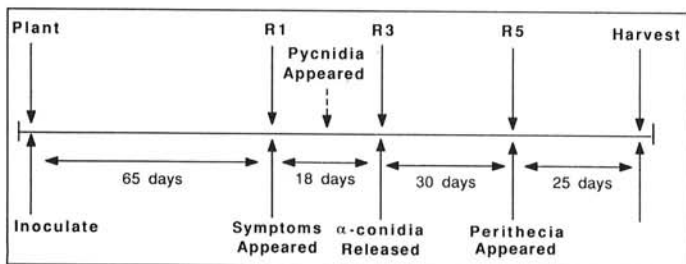 Plant
R1
R3
R5
Harvest
Pycnidia
Appeared
65 days
18 days
30 days
25 days
Inoculate
Symptoms
Appeared
α-conidia
Released
Perithecia
Appeared